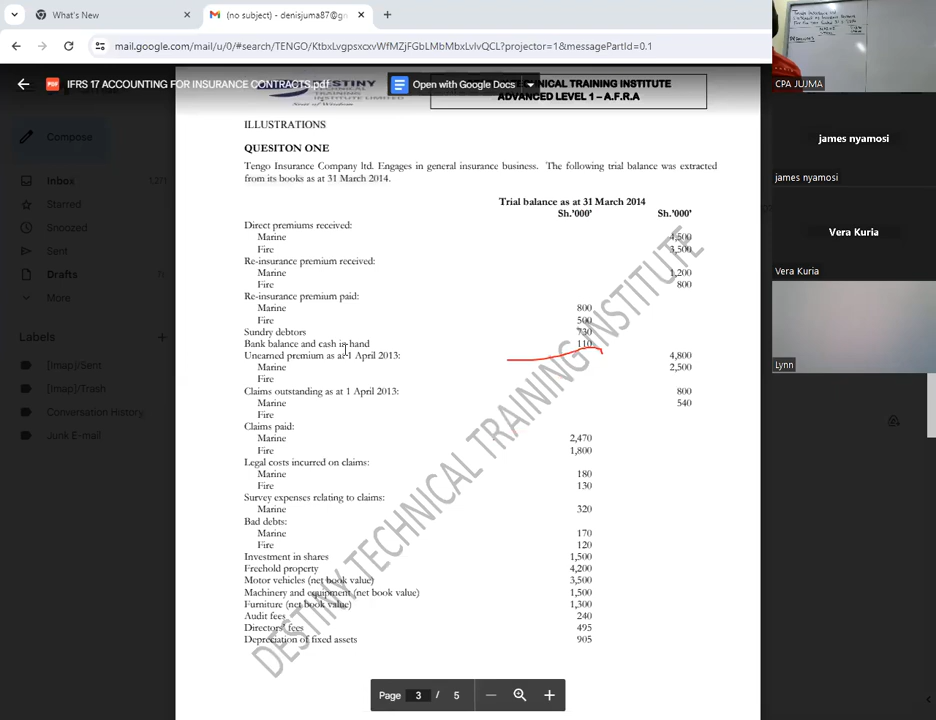 What's New
(no subject) - denisjuma87@gm
mail.google.com/mail/u/0/#search/TENGO/KtbxLvgpsxcxvWfMZjFGbLMbMbxLvlvQCL?projector=1&messagePartId=0.1
IFRS 17 ACCOUNTING FOR INSURANCE CONTRACTS.pdf
Open with Google Docs
TECHNICAL TRAINING INSTITUTE
ADVANCED LEVEL 1 – A.F.R.A
Compose
Inbox 7,271
Starred
Snoozed
Sent
Drafts
More
Labels
[Imap]/Sent
[Imap]/Trash
Conversation History
Junk E-mail
ILLUSTRATIONS
QUESITON ONE
Tengo Insurance Company ltd. Engages in general insurance business. The following trial balance was extracted
from its books as at 31 March 2014.
Trial balance as at 31 March 2014
Sh.'000' Sh.'000'
Direct premiums received:
Marine 4,500
Fire 3,500
Re-insurance premium received:
Marine 1,200
Fire 800
Re-insurance premium paid:
Marine 800
Fire 500
Sundry debtors 730
Bank balance and cash in hand 110
Unearned premium as at 1 April 2013: 4,800
Marine 2,500
Fire
Claims outstanding as at 1 April 2013: 800
Marine 540
Fire
Claims paid:
Marine 2,470
Fire 1,800
Legal costs incurred on claims:
Marine 180
Fire 130
Survey expenses relating to claims:
Marine 320
Bad debts:
Marine 170
Fire 120
Investment in shares 1,500
Freehold property 4,200
Motor vehicles (net book value) 3,500
Machinery and equipment (net book value) 1,500
Furniture (net book value) 1,300
Audit fees 240
Directors' fees 495
Depreciation of fixed assets 905
DESTINY TECHNICAL TRAINING INSTITUTE
Page 3 / 5
CPA JUJMA
james nyamosi
james nyamosi
Vera Kuria
Vera Kuria
Lynn